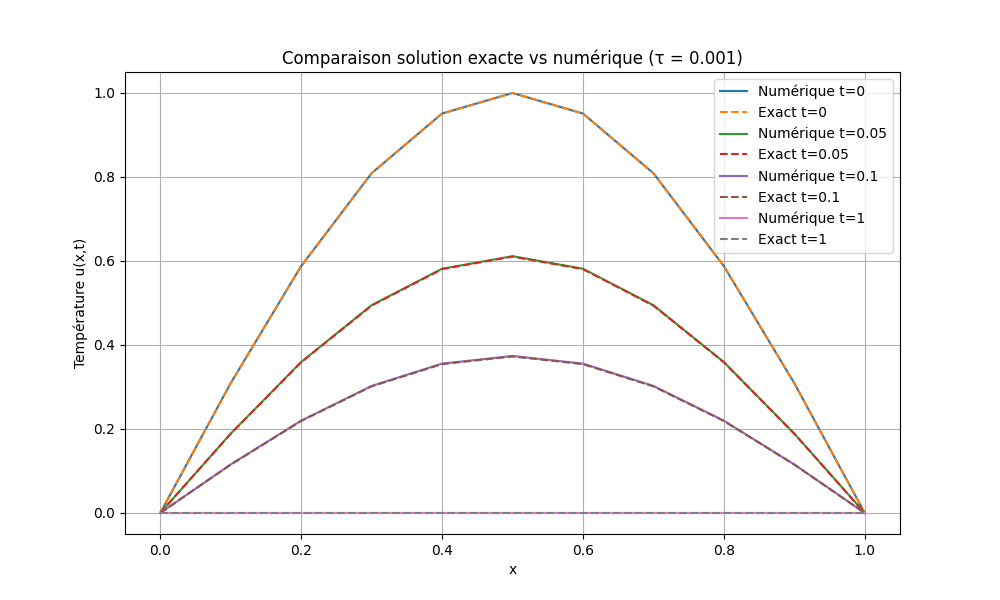 Comparaison solution exacte vs numérique (τ = 0.001)
Température u(x,t)
1.0
0.8
0.6
0.4
0.2
0.0
Numérique t=0
Exact t=0
Numérique t=0.05
Exact t=0.05
Numérique t=0.1
Exact t=0.1
Numérique t=1
Exact t=1
0.0 0.2 0.4 0.6 0.8 1.0
x